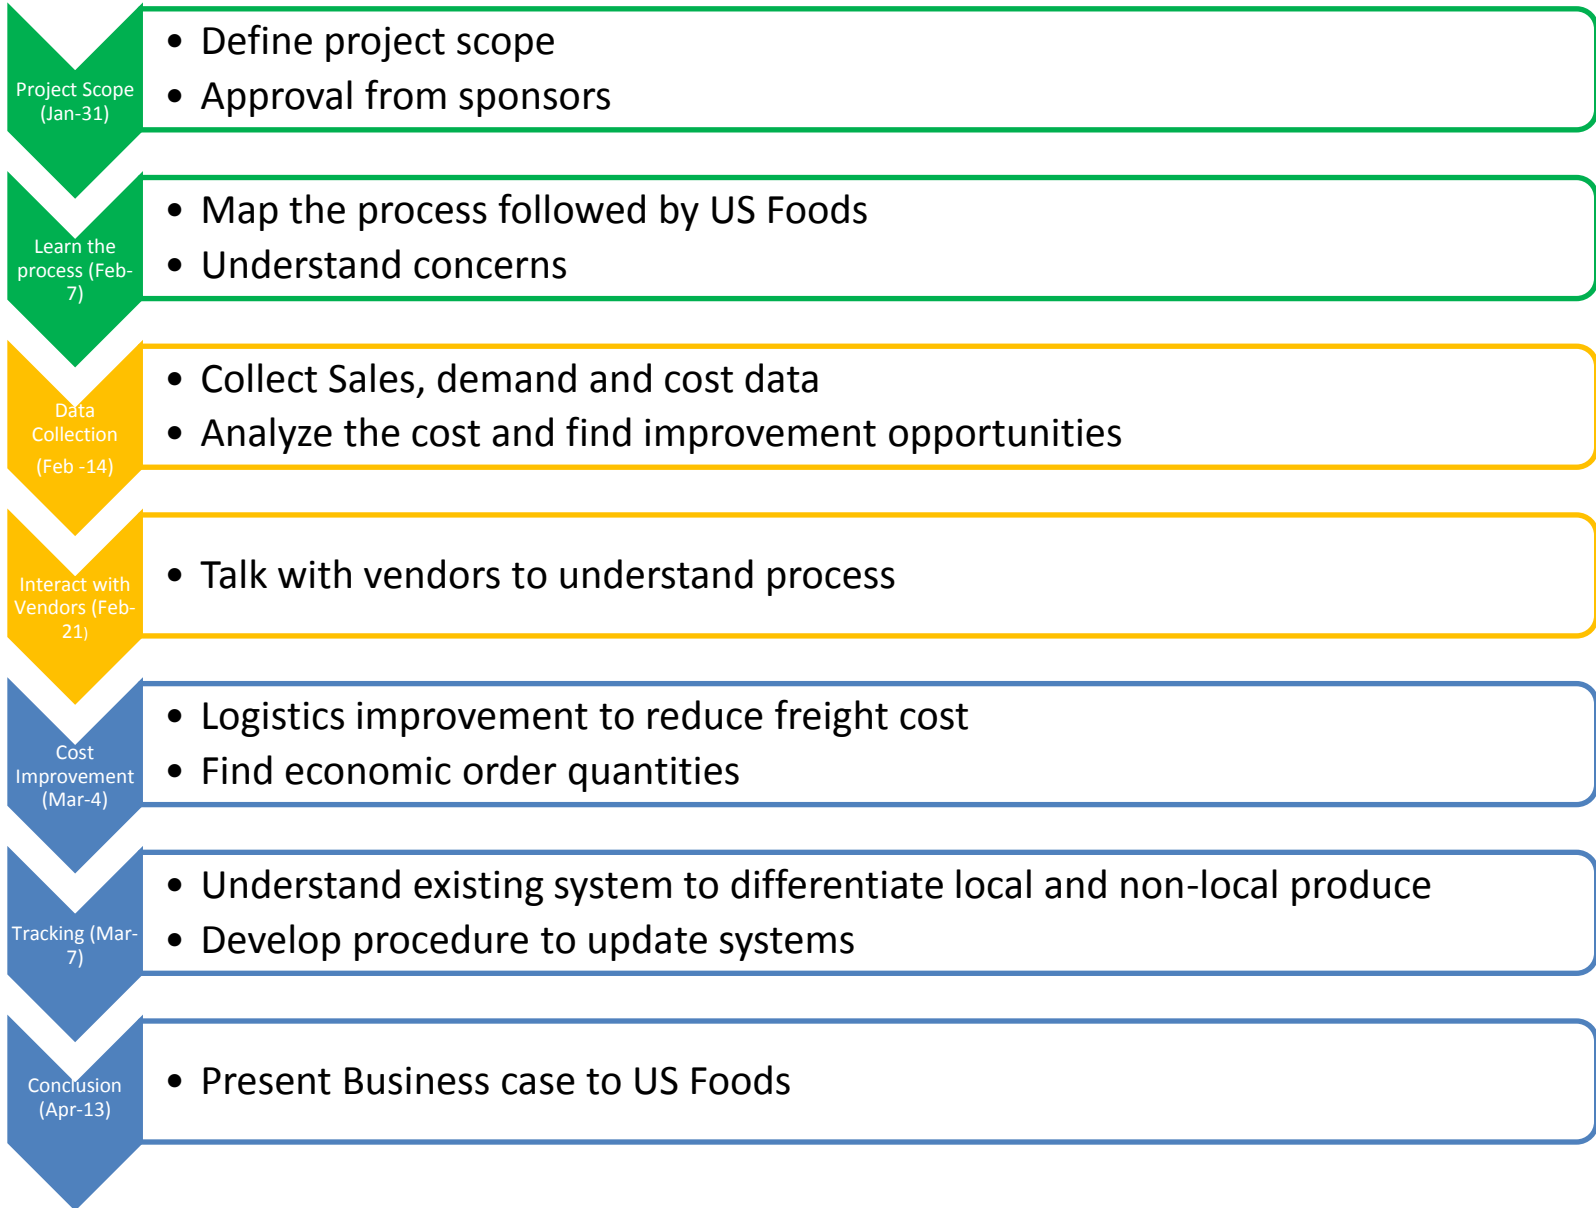 Project Scope
(Jan-31)
• Define project scope
• Approval from sponsors
Learn the
process (Feb-
7)
• Map the process followed by US Foods
• Understand concerns
Data
Collection
(Feb -14)
• Collect Sales, demand and cost data
• Analyze the cost and find improvement opportunities
Interact with
Vendors (Feb-
21)
• Talk with vendors to understand process
Cost
Improvement
(Mar-4)
• Logistics improvement to reduce freight cost
• Find economic order quantities
Tracking (Mar-
7)
• Understand existing system to differentiate local and non-local produce
• Develop procedure to update systems
Conclusion
(Apr-13)
• Present Business case to US Foods